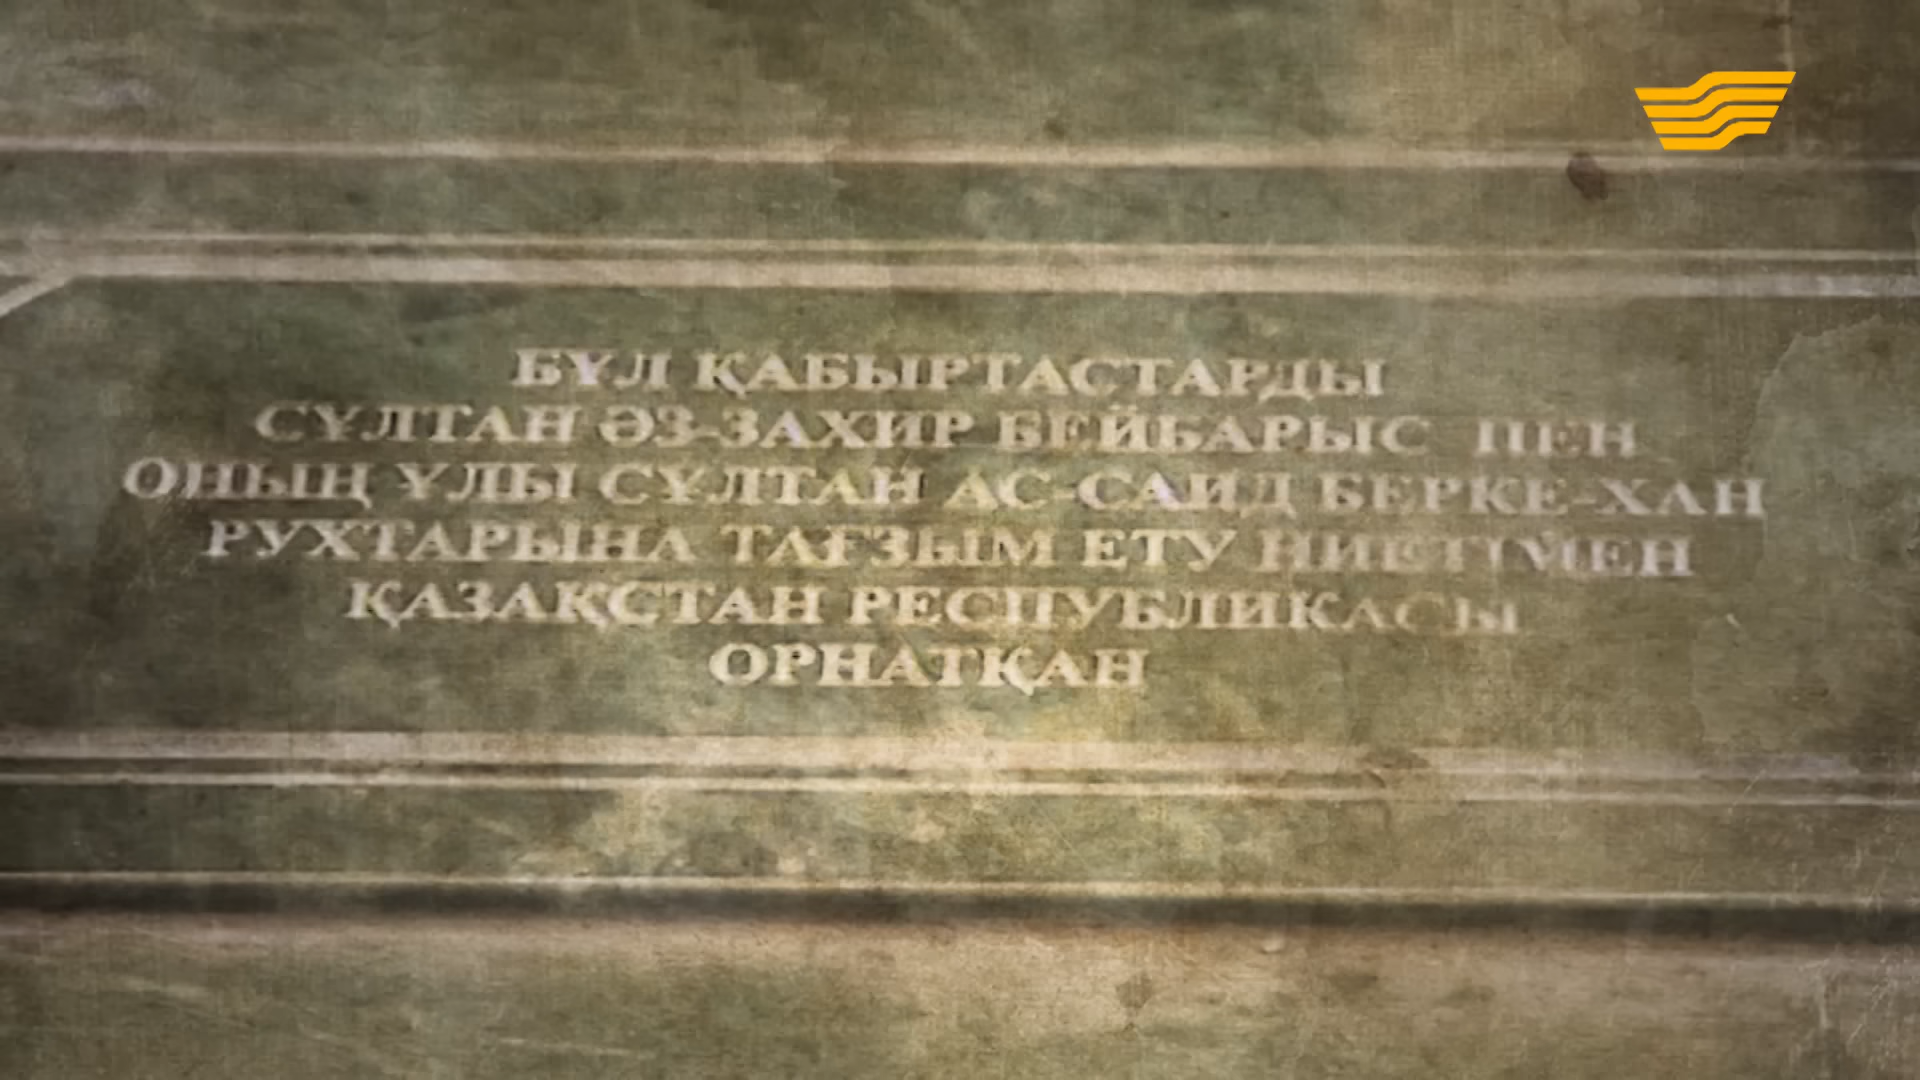 БҰЛ ҚАБЫРТАСТАРДЫ
СҰЛТАН ӘЗ-ЗАХИР БЕЙБАРЫС ПЕН
ОНЫҢ ҰЛЫ СҰЛТАН АС-САИД БЕРКЕ-ХАН
РУХТАРЫНА ТАҒЗЫМ ЕТУ НИЕТІМЕН
ҚАЗАҚСТАН РЕСПУБЛИКАСЫ
ОРНАТҚАН